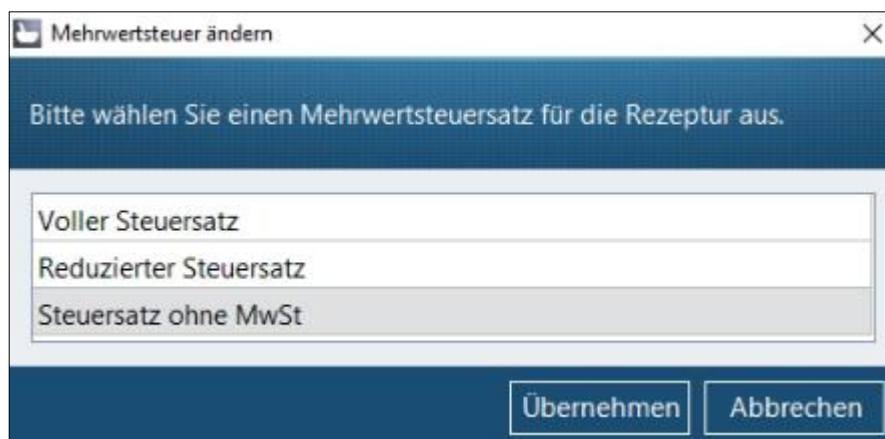 Mehrwertsteuer ändern
Bitte wählen Sie einen Mehrwertsteuersatz für die Rezeptur aus.
Voller Steuersatz
Reduzierter Steuersatz
Steuersatz ohne MwSt
Übernehmen Abbrechen